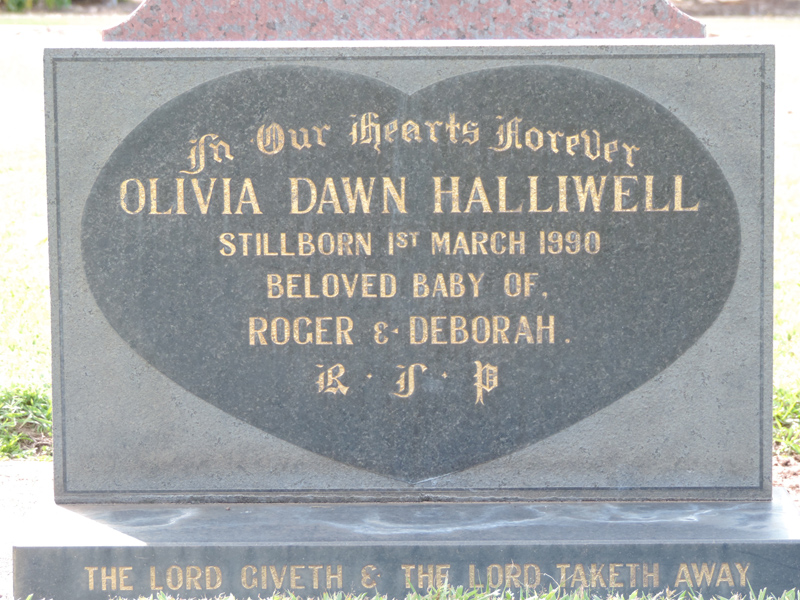 In Our Hearts Forever
OLIVIA DAWN HALLIWELL
STILLBORN 1ST MARCH 1990
BELOVED BABY OF,
ROGER & DEBORAH.
R · I · P
THE LORD GIVETH & THE LORD TAKETH AWAY